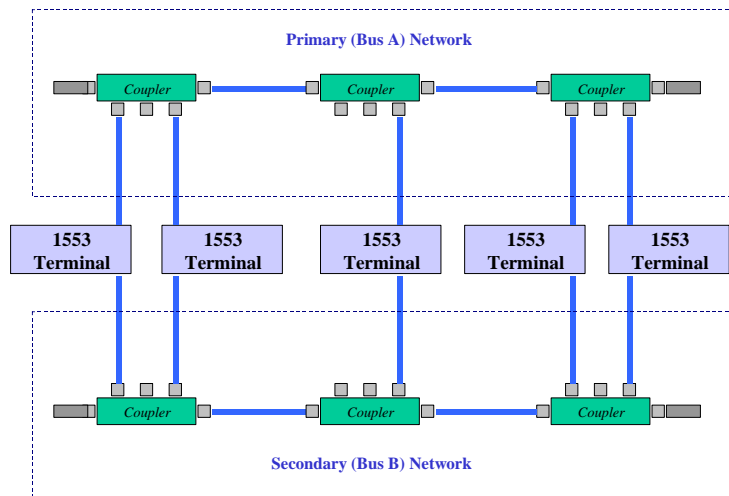 Primary (Bus A) Network
Coupler Coupler Coupler
1553 1553 1553 1553 1553
Terminal Terminal Terminal Terminal Terminal
Coupler Coupler Coupler
Secondary (Bus B) Network